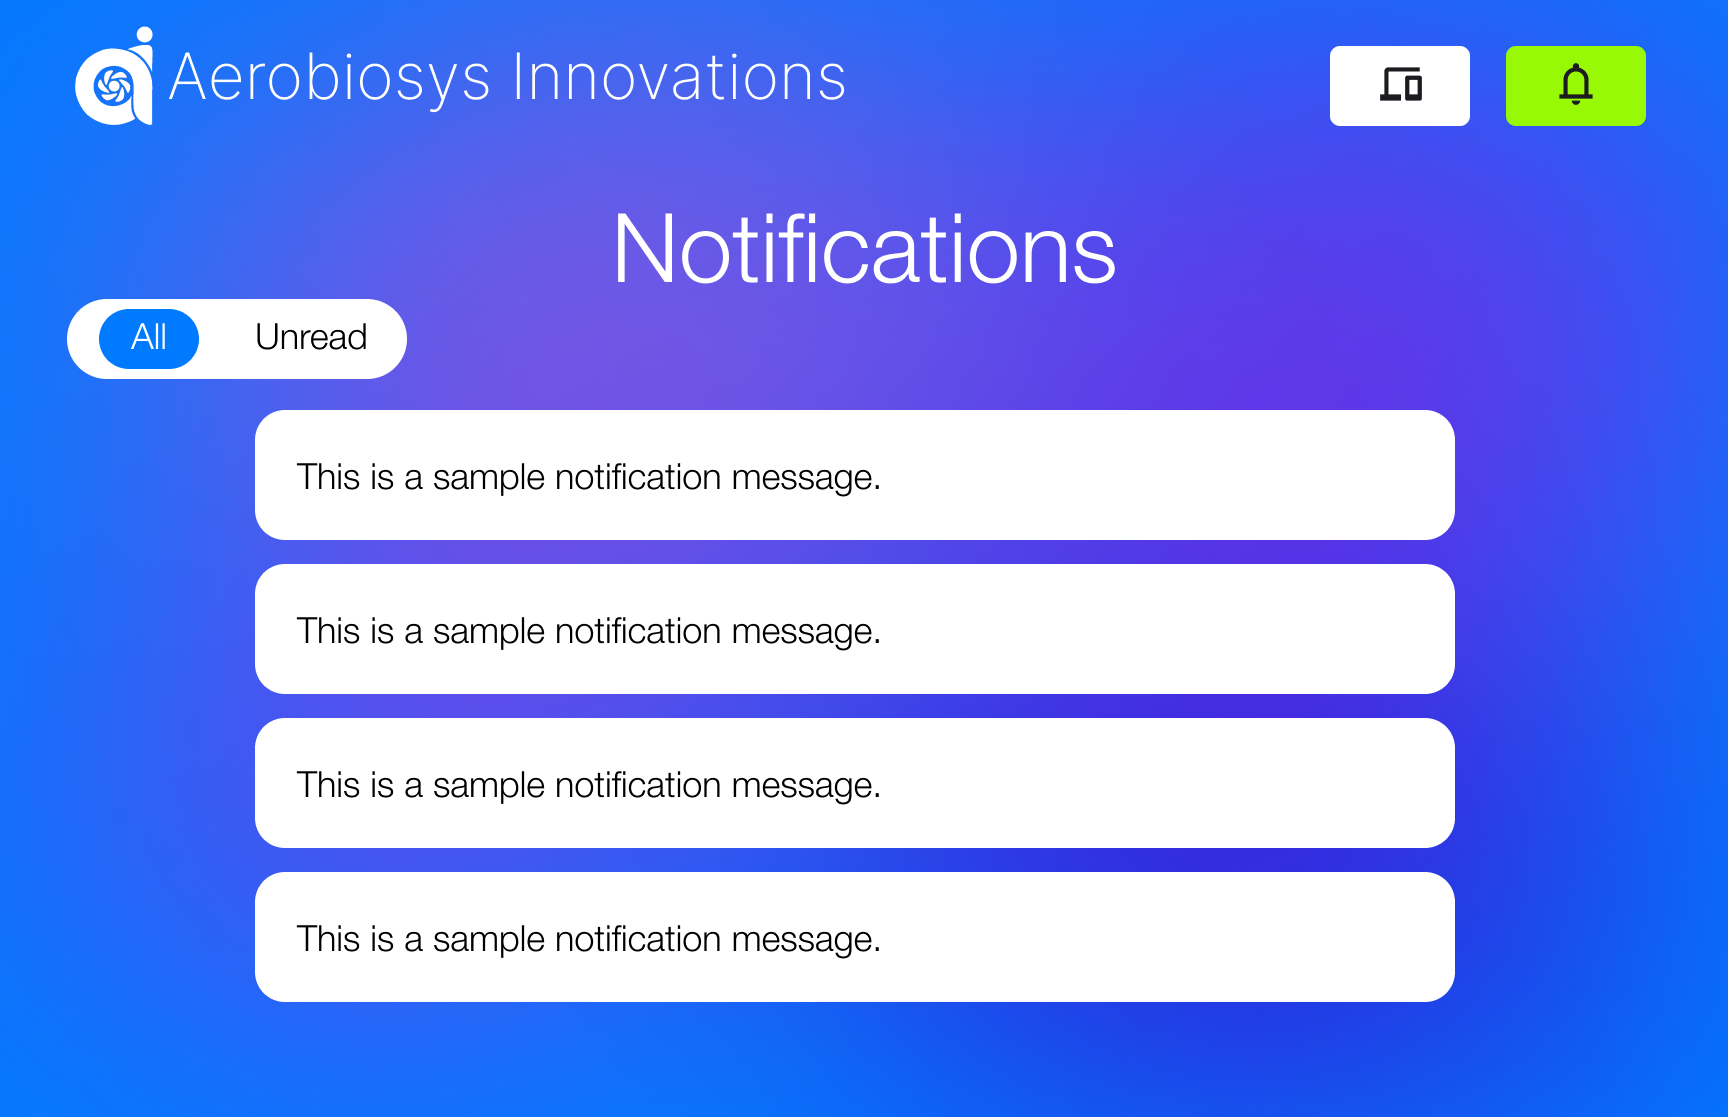 Aerobiosys Innovations
Notifications
All Unread
This is a sample notification message.
This is a sample notification message.
This is a sample notification message.
This is a sample notification message.